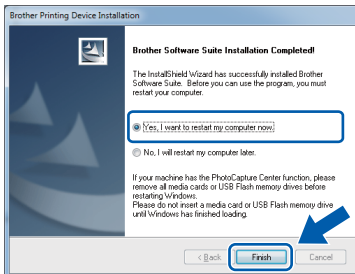 Brother Printing Device Installation
Brother Software Suite Installation Completed!
The InstallShield Wizard has successfully installed Brother
Software Suite. Before you can use the program, you must
restart your computer.
Yes, I want to restart my computer now.
No, I will restart my computer later.
If your machine has the PhotoCapture Center function, please
remove all media cards or USB Flash memory drives before
restarting Windows.
Please do not insert a media card or USB Flash memory drive
until Windows has finished loading.
< Back Finish Cancel